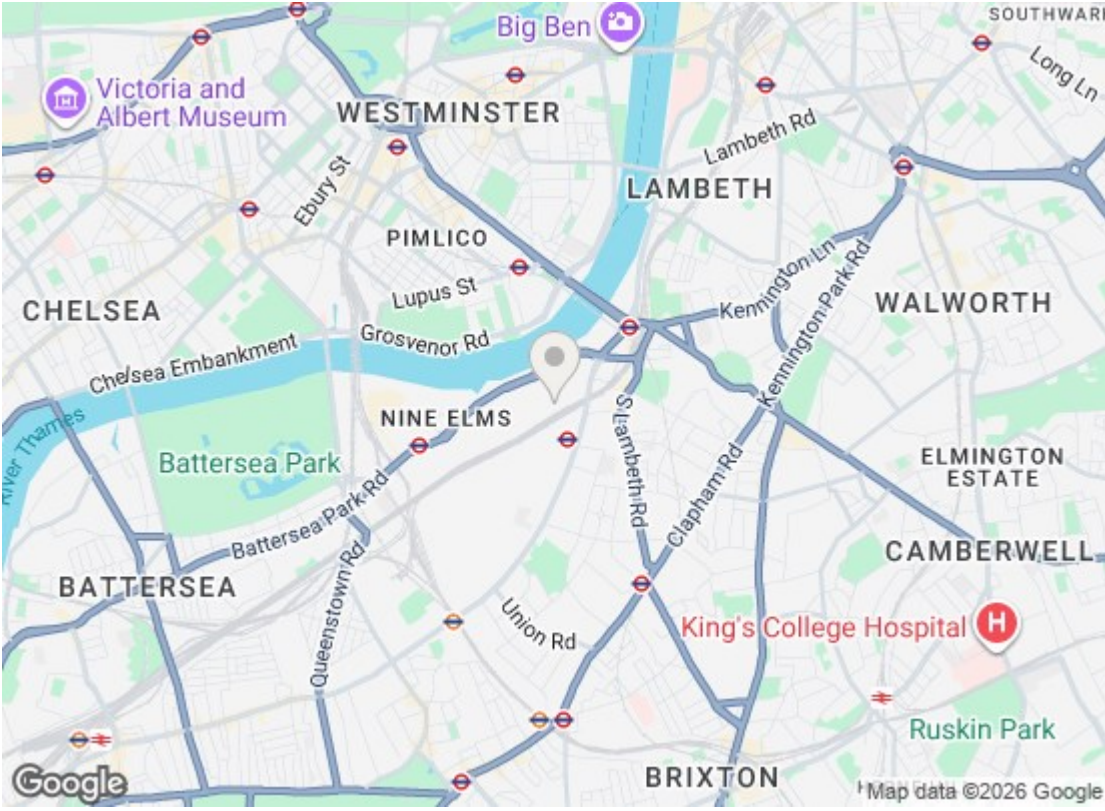 SOUTHWAR
Big Ben
Long Ln
Victoria and
Albert Museum
WESTMINSTER
Lambeth Rd
Ebury St
LAMBETH
PIMLICO
Lupus St
Kennington Ln
Kennington Park Rd
WALWORTH
CHELSEA
Grosvenor Rd
Chelsea Embankment
River Thames
NINE ELMS
S Lambeth Rd
Battersea Park
Clapham Rd
ELMINGTON
ESTATE
Battersea Park Rd
CAMBERWELL
BATTERSEA
Queenstown Rd
Union Rd
King's College Hospital
H
Ruskin Park
BRIXTON
Google
Map data ©2026 Google